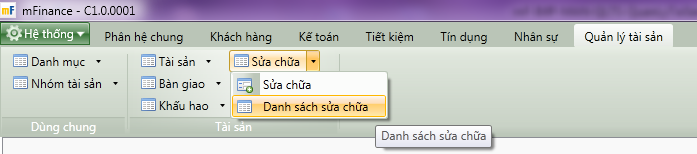 mF mFinance - C1.0.0001
Hệ thống Phân hệ chung Khách hàng Kế toán Tiết kiệm Tín dụng Nhân sự Quản lý tài sản
Danh mục Tài sản Sửa chữa
Nhóm tài sản Bàn giao Sửa chữa
Khấu hao Danh sách sửa chữa
Dùng chung Tài sản
Danh sách sửa chữa